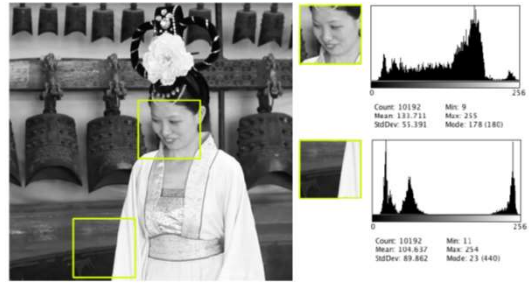 0
256
Count: 10192
Min: 9
Mean: 133.711
Max: 255
StdDev: 55.391
Mode: 178 (180)
0
256
Count: 10192
Min: 11
Mean: 104.637
Max: 254
StdDev: 89.862
Mode: 23 (440)